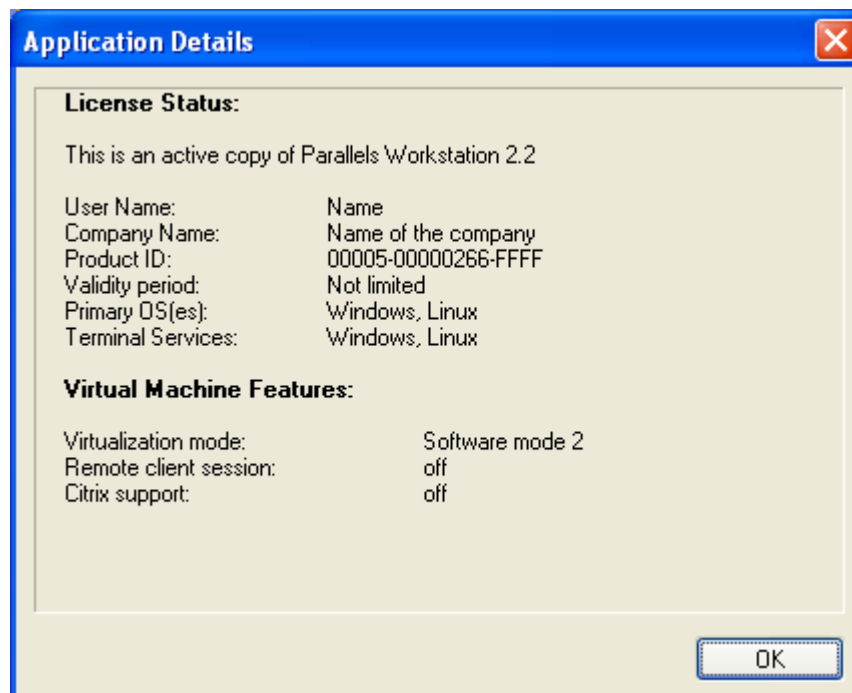 Application Details
License Status:
This is an active copy of Parallels Workstation 2.2
User Name: Name
Company Name: Name of the company
Product ID: 00005-00000266-FFFF
Validity period: Not limited
Primary OS(es): Windows, Linux
Terminal Services: Windows, Linux
Virtual Machine Features:
Virtualization mode: Software mode 2
Remote client session: off
Citrix support: off
OK